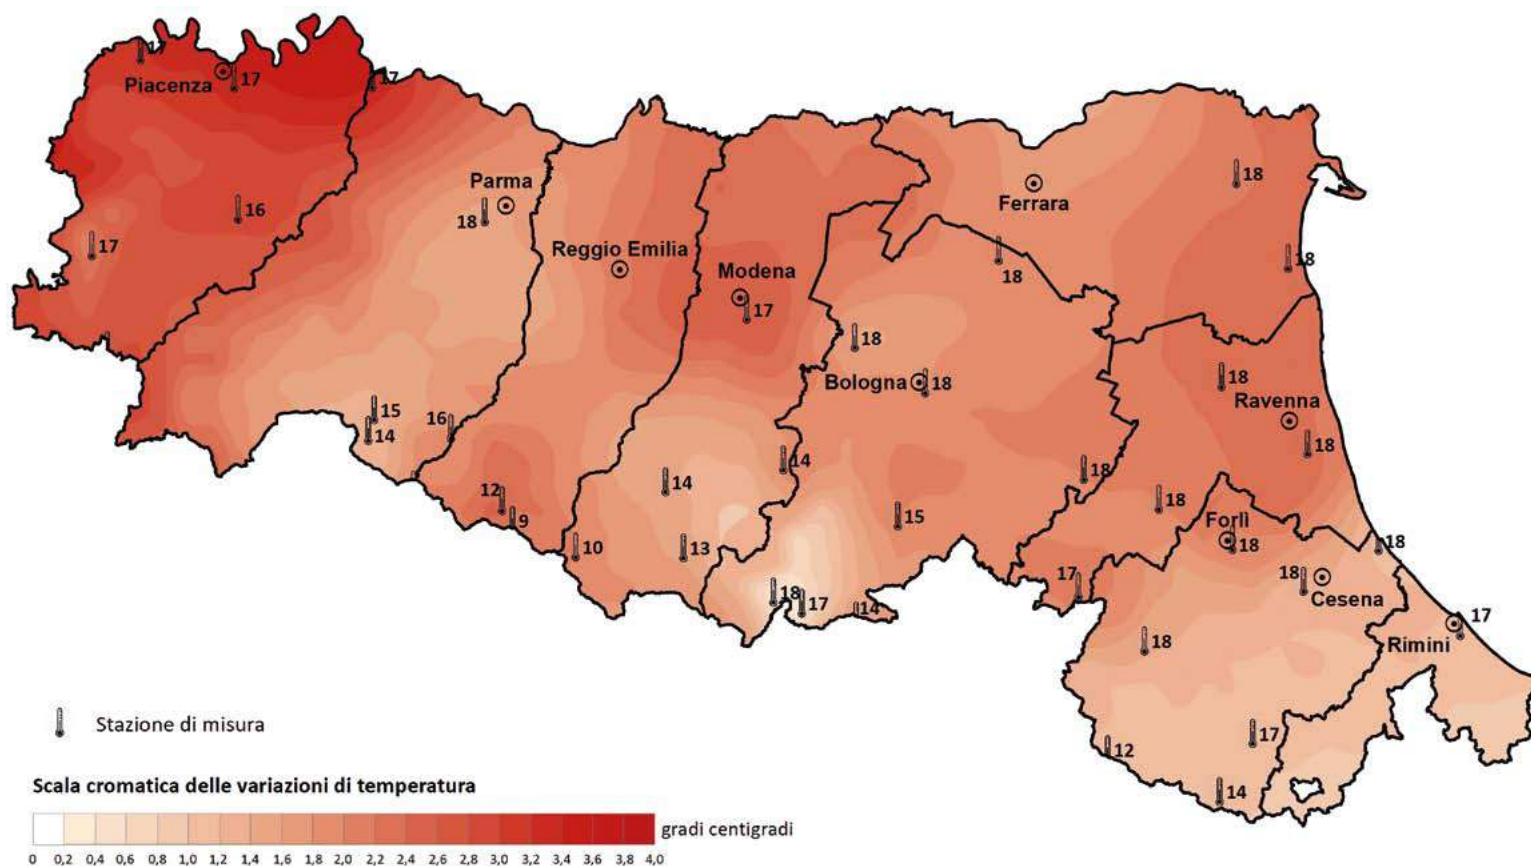 17
Piacenza
17
17
Parma
18
Ferrara
18
16
18
17
Reggio Emilia
18
Modena
17
18
18
Bologna
18
18
Ravenna
15
16
14
18
14
18
14
18
12
9
15
Forlì
18
10
13
18
18
17
Cesena
18
17
14
17
Rimini
18
17
12
14
Stazione di misura
Scala cromatica delle variazioni di temperatura
gradi centigradi
0 0,2 0,4 0,6 0,8 1,0 1,2 1,4 1,6 1,8 2,0 2,2 2,4 2,6 2,8 3,0 3,2 3,4 3,6 3,8 4,0